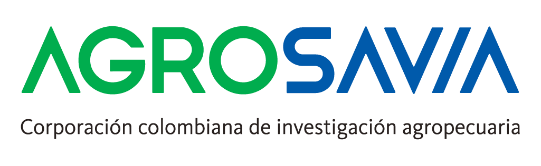 AGROSAVIA
Corporación colombiana de investigación agropecuaria